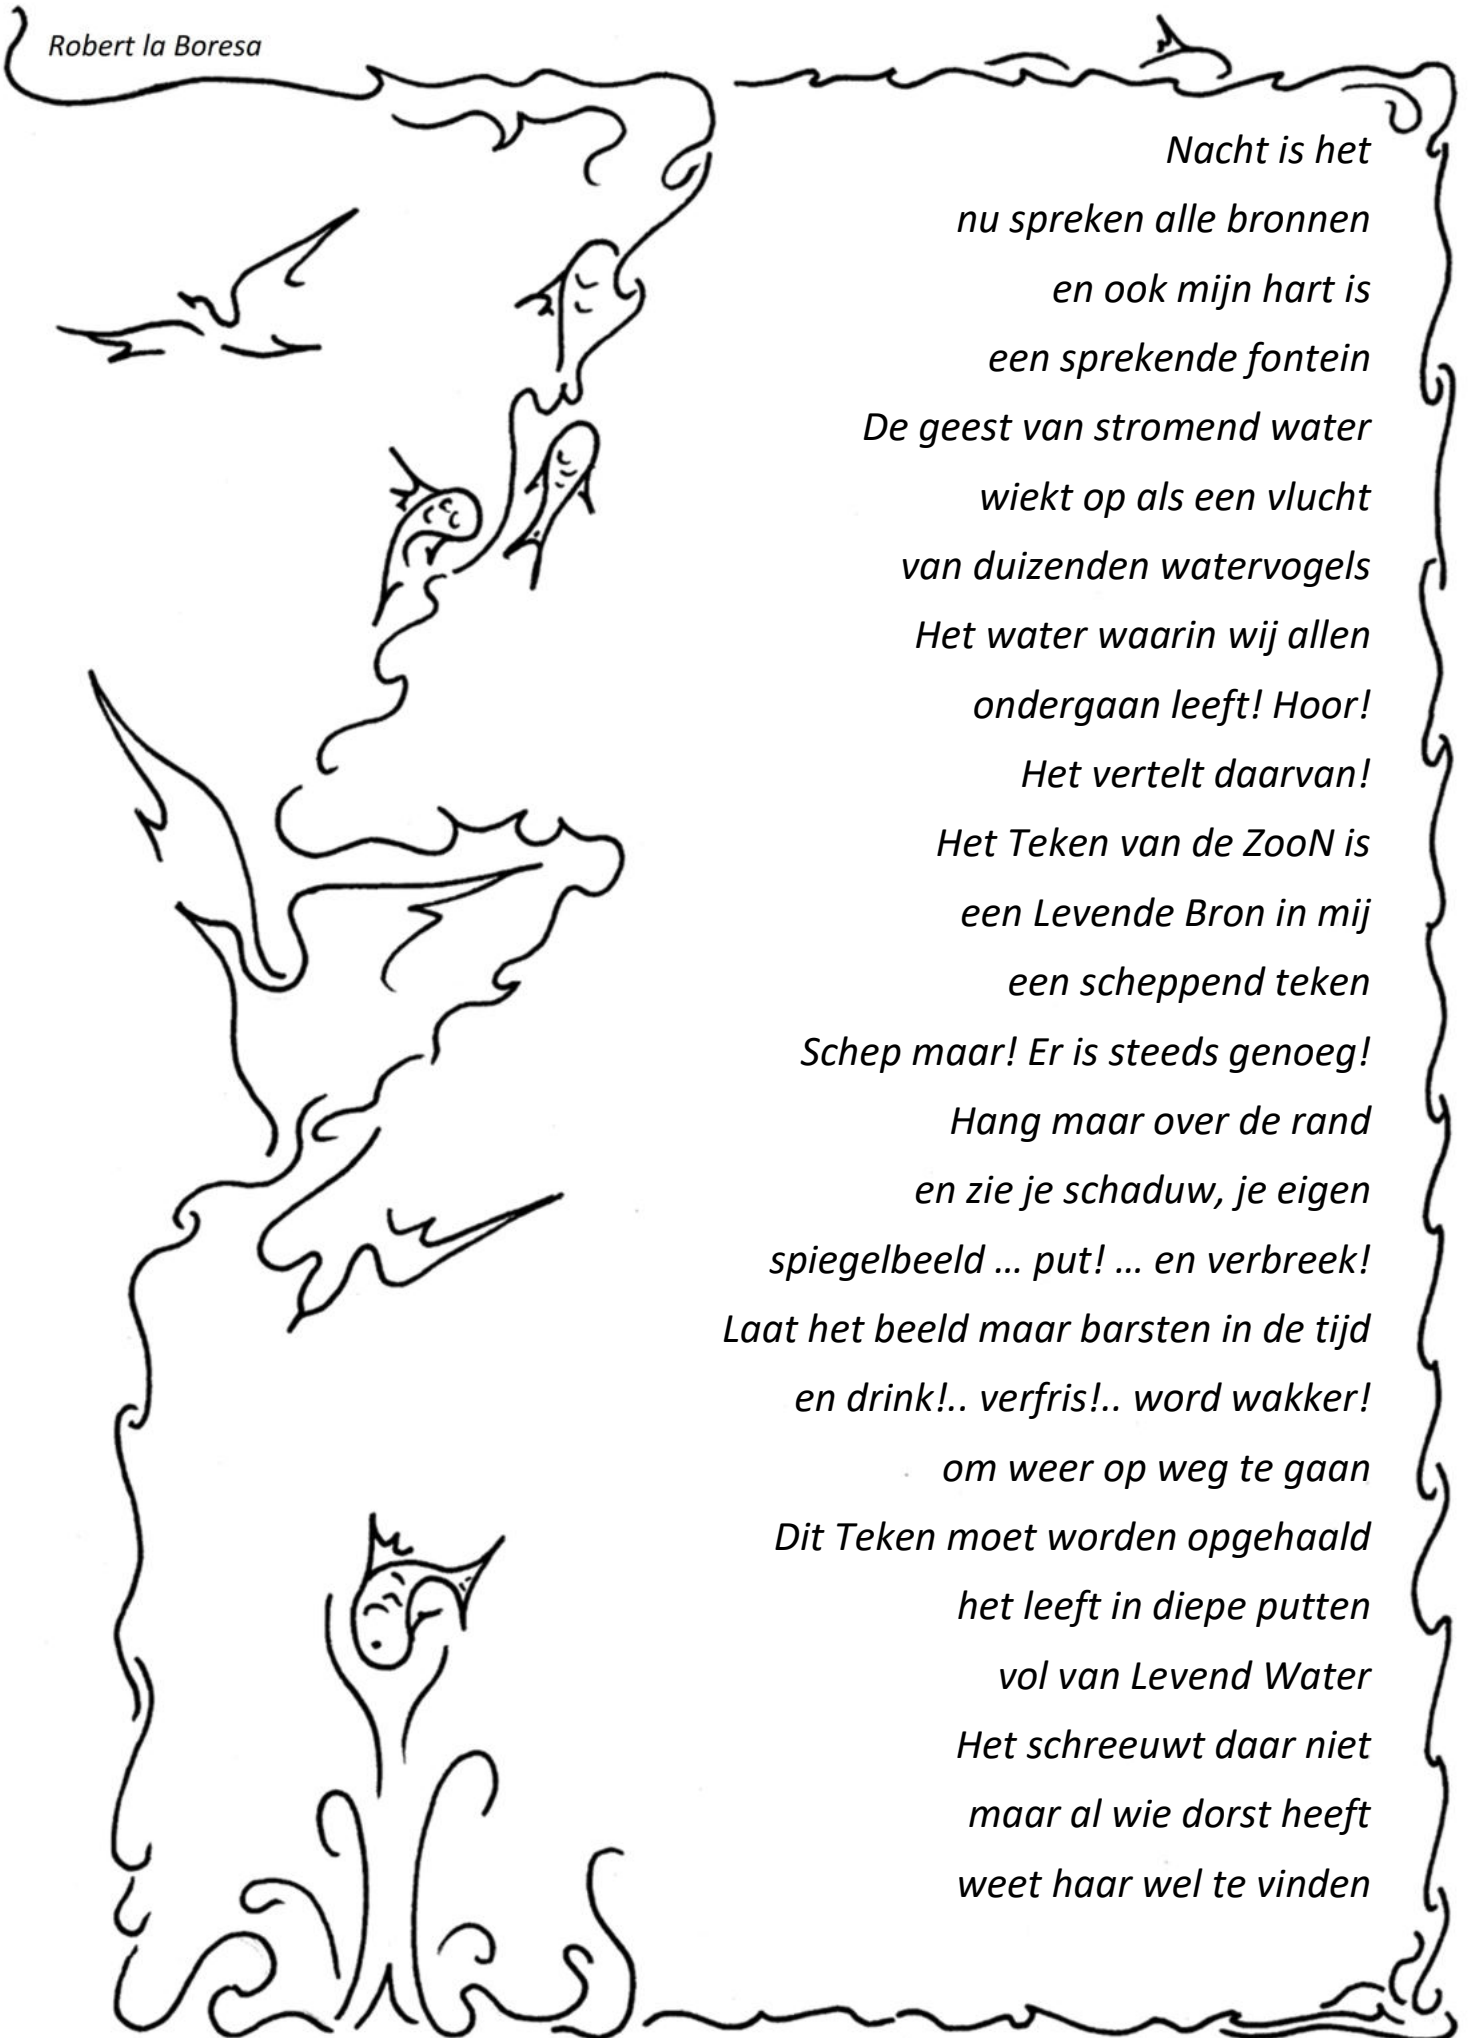 Robert la Boresa
Nacht is het
nu spreken alle bronnen
en ook mijn hart is
een sprekende fontein
De geest van stromend water
wiekt op als een vlucht
van duizenden watervogels
Het water waarin wij allen
ondergaan leeft! Hoor!
Het vertelt daarvan!
Het Teken van de ZooN is
een Levende Bron in mij
een scheppend teken
Schep maar! Er is steeds genoeg!
Hang maar over de rand
en zie je schaduw, je eigen
spiegelbeeld ... put! ... en verbreek!
Laat het beeld maar barsten in de tijd
en drink!.. verfris!.. word wakker!
om weer op weg te gaan
Dit Teken moet worden opgehaald
het leeft in diepe putten
vol van Levend Water
Het schreeuwt daar niet
maar al wie dorst heeft
weet haar wel te vinden